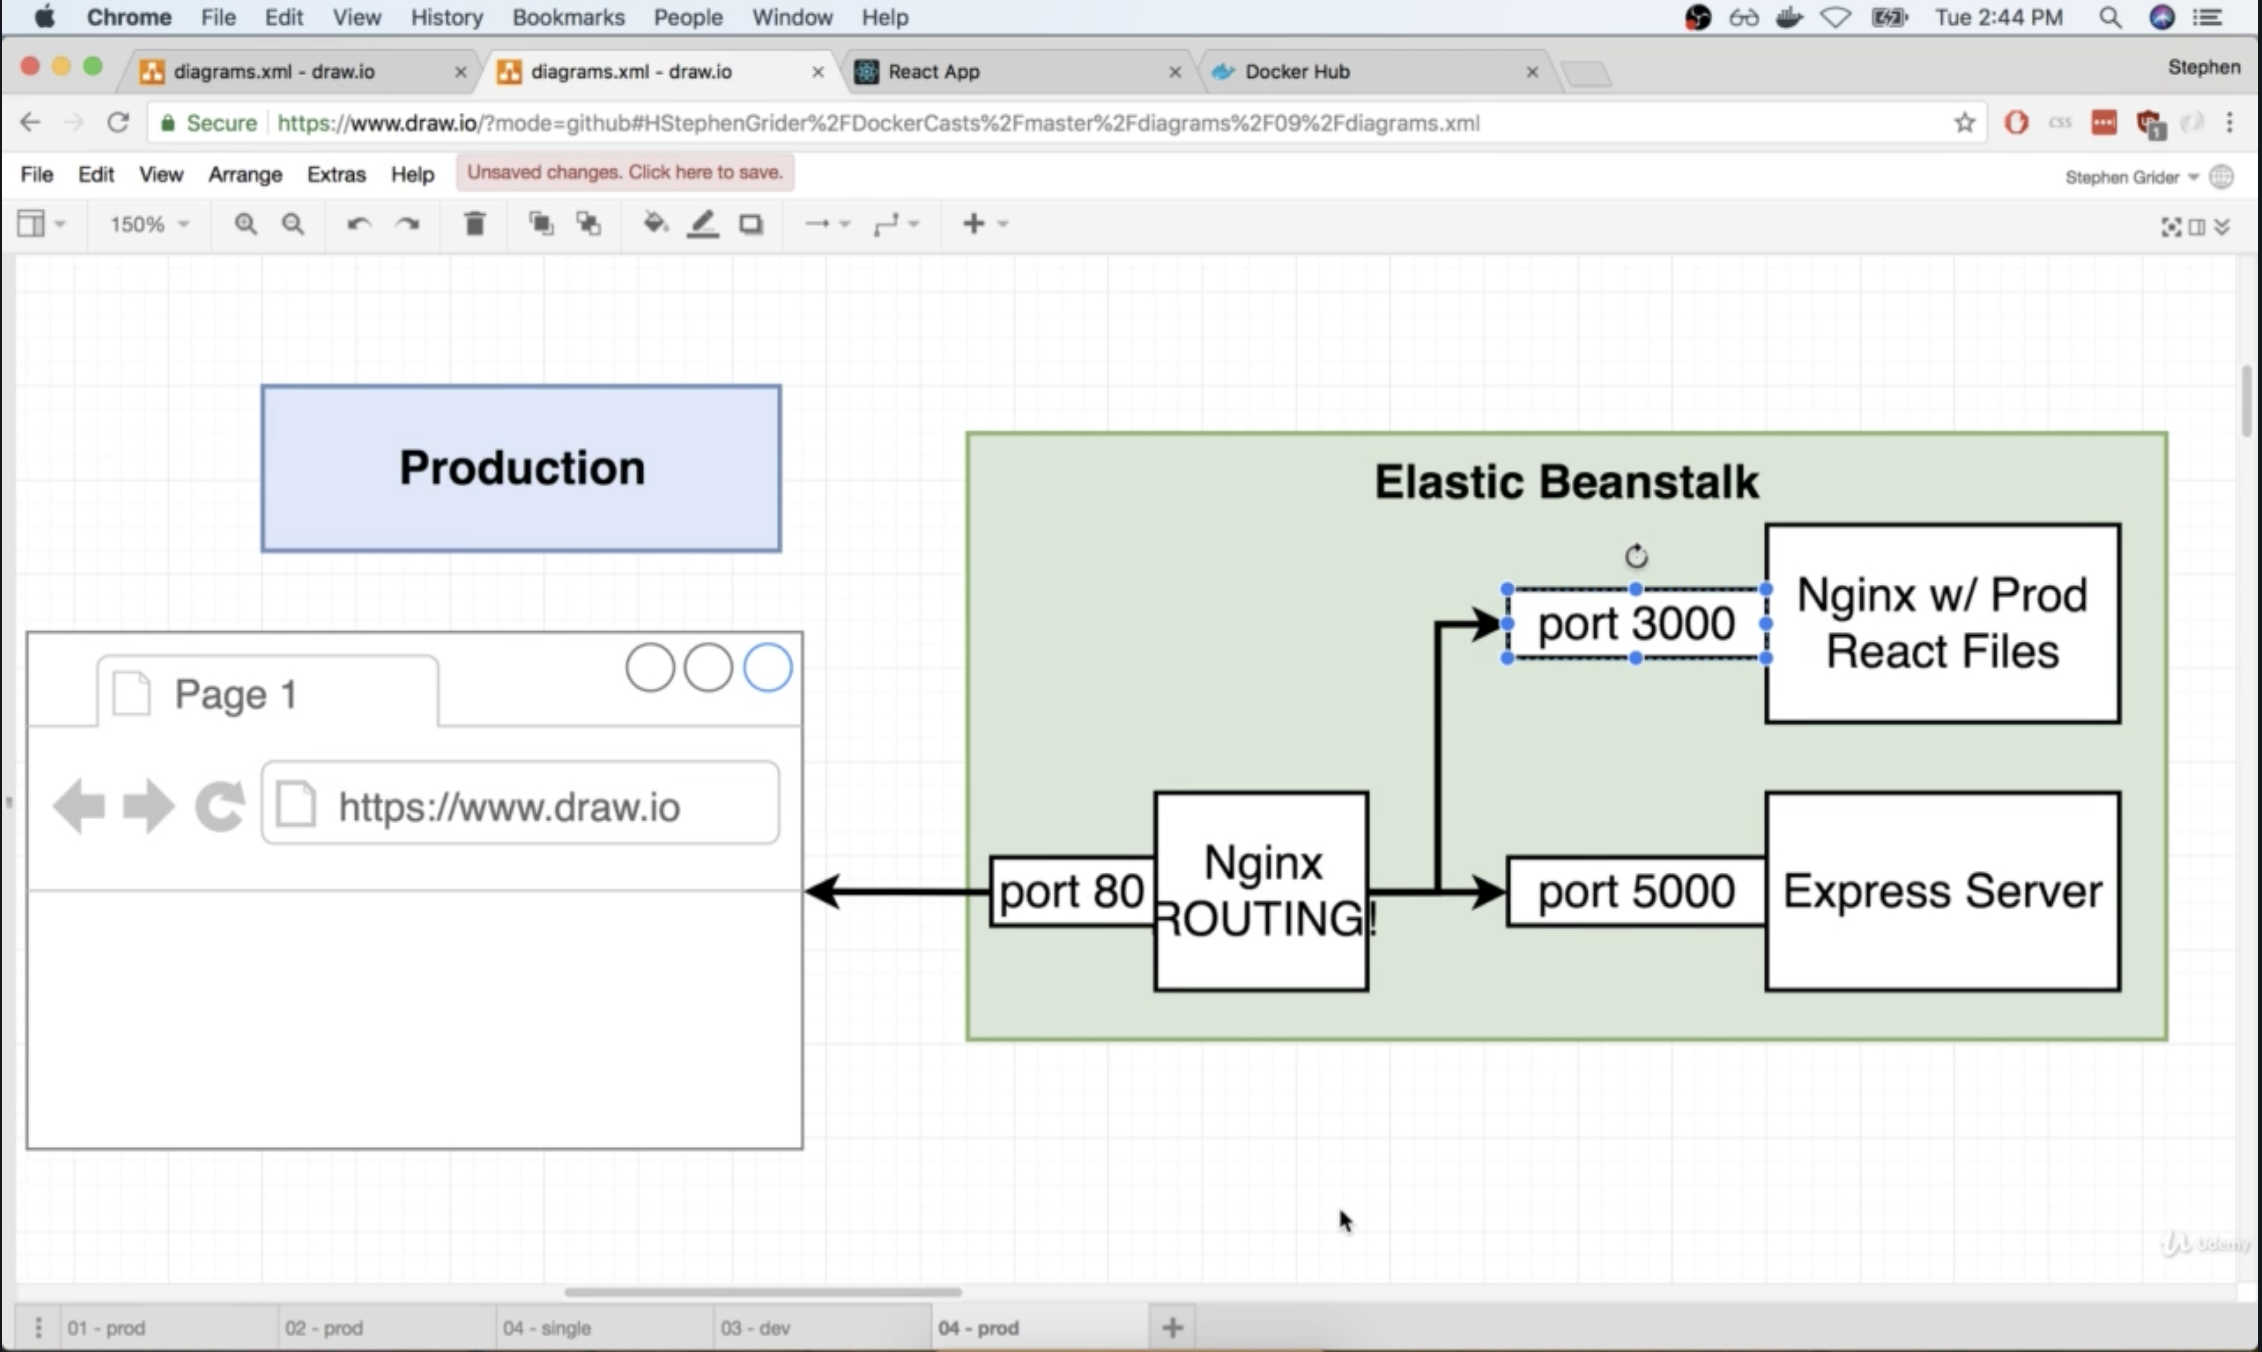 Chrome File Edit View History Bookmarks People Window Help Tue 2:44 PM
diagrams.xml - draw.io diagrams.xml - draw.io React App Docker Hub Stephen
Secure https://www.draw.io/?mode=github#HStephenGrider%2FDockerCasts%2Fmaster%2Fdiagrams%2F09%2Fdiagrams.xml css 1
File Edit View Arrange Extras Help Unsaved changes. Click here to save. Stephen Grider
150%
Production
Elastic Beanstalk
port 3000
Nginx w/ Prod
React Files
Page 1
https://www.draw.io
port 80
Nginx
ROUTING!
port 5000
Express Server
Udemy
01 - prod 02 - prod 04 - single 03 - dev 04 - prod